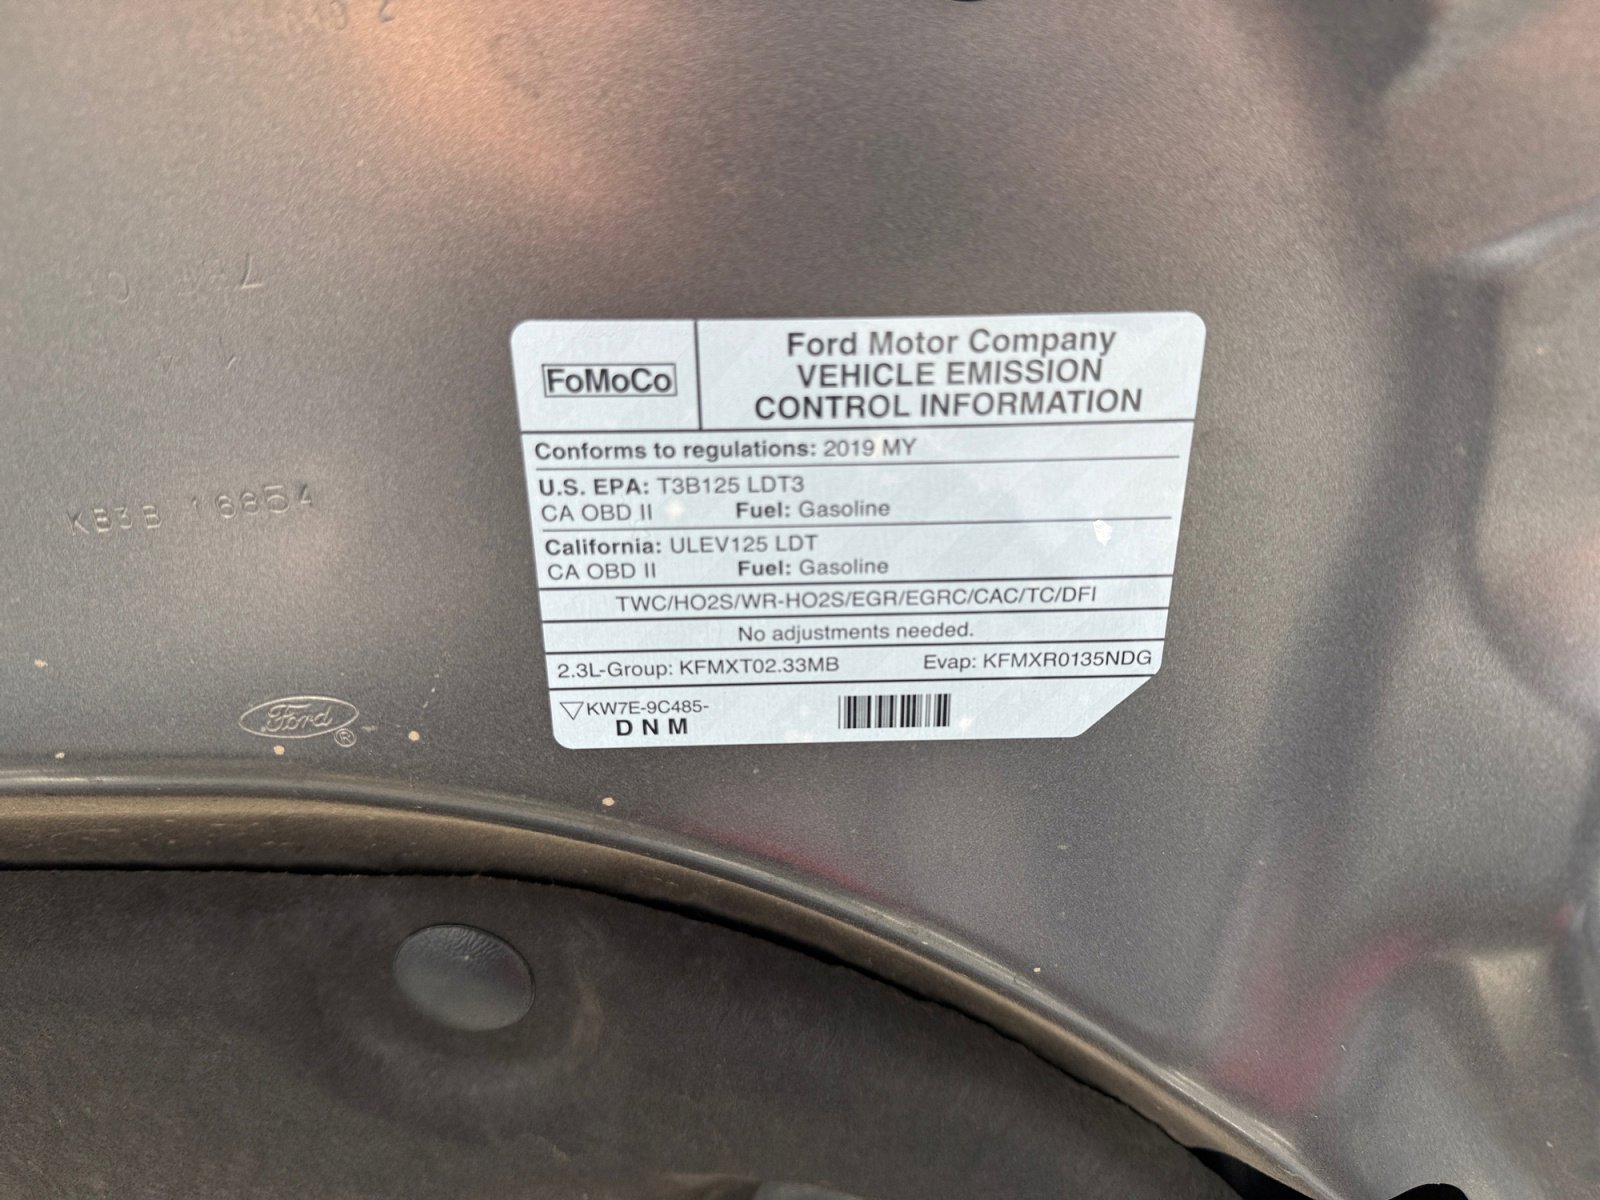 FoMoCo
Ford Motor Company
VEHICLE EMISSION
CONTROL INFORMATION
Conforms to regulations: 2019 MY
U.S. EPA: T3B125 LDT3
CA OBD II Fuel: Gasoline
California: ULEV125 LDT
CA OBD II Fuel: Gasoline
TWC/HO2S/WR-HO2S/EGR/EGRC/CAC/TC/DFI
No adjustments needed.
2.3L-Group: KFMXT02.33MB Evap: KFMXR0135NDG
KW7E-9C485-
DNM
KB3B
Ford ®